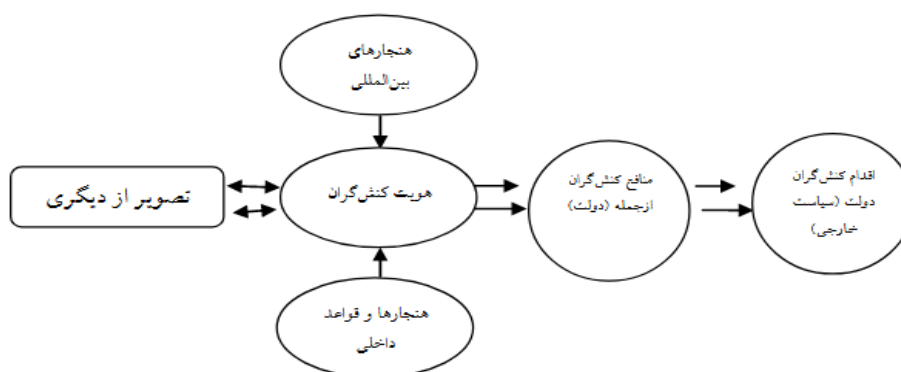 هنجارهای
بین‌المللی
تصویر از دیگری
هویت کنش‌گران
منافع کنش‌گران
ازجمله (دولت)
اقدام کنش‌گران
دولت (سیاست
خارجی)
هنجارها و قواعد
داخلی